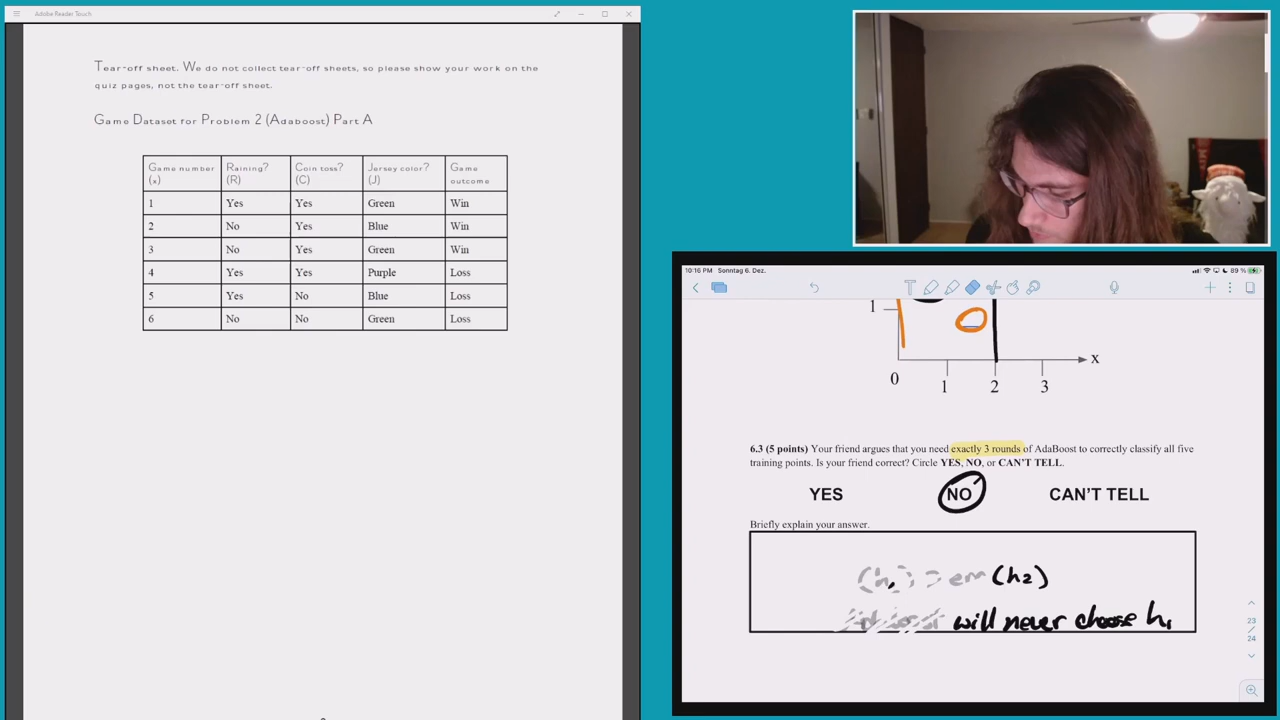 Adobe Reader Touch
Tear-off sheet. We do not collect tear-off sheets, so please show your work on the
quiz pages, not the tear-off sheet.
Game Dataset for Problem 2 (Adaboost) Part A
Game number (x) Raining? (R) Coin toss? (C) Jersey color? (J) Game outcome
1 Yes Yes Green Win
2 No Yes Blue Win
3 No Yes Green Win
4 Yes Yes Purple Loss
5 Yes No Blue Loss
6 No No Green Loss
10:16 PM Sonntag 6. Dez.
89 %
1
x
0 1 2 3
6.3 (5 points) Your friend argues that you need exactly 3 rounds of AdaBoost to correctly classify all five
training points. Is your friend correct? Circle YES, NO, or CAN'T TELL.
YES NO CAN'T TELL
Briefly explain your answer.
(h2)
will never choose h1
23
/
24